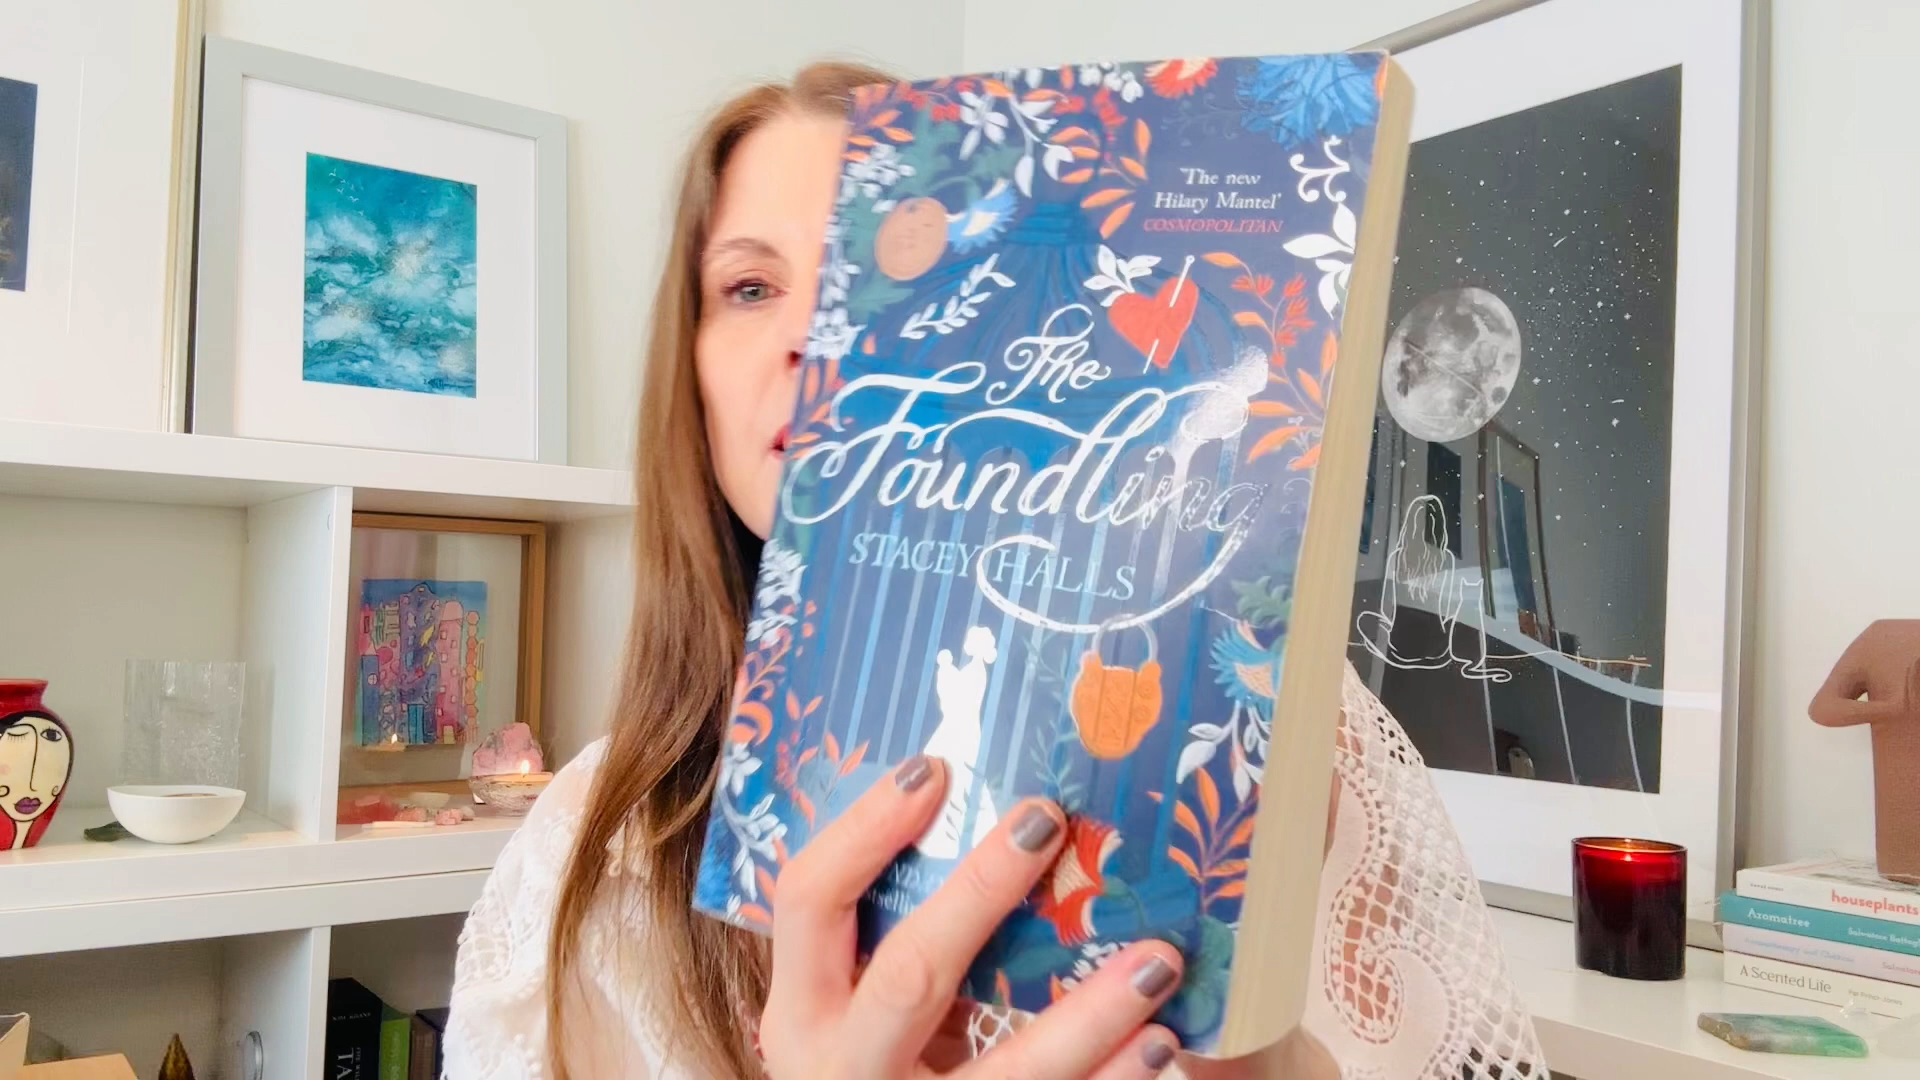 'The new
Hilary Mantel'
COSMOPOLITAN
The
Foundling
STACEY HALLS
houseplants
Aromatree
A Scented Life